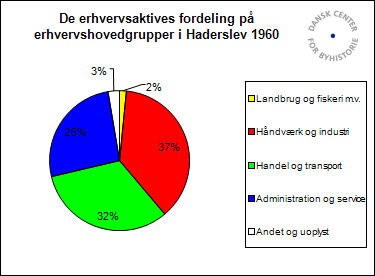 De erhvervsaktives fordeling på
erhvervshovedgrupper i Haderslev 1960
DANSK CENTER
FOR BYHISTORIE
3%
2%
26%
37%
32%
Landbrug og fiskeri m.v.
Håndværk og industri
Handel og transport
Administration og service
Andet og uoplyst